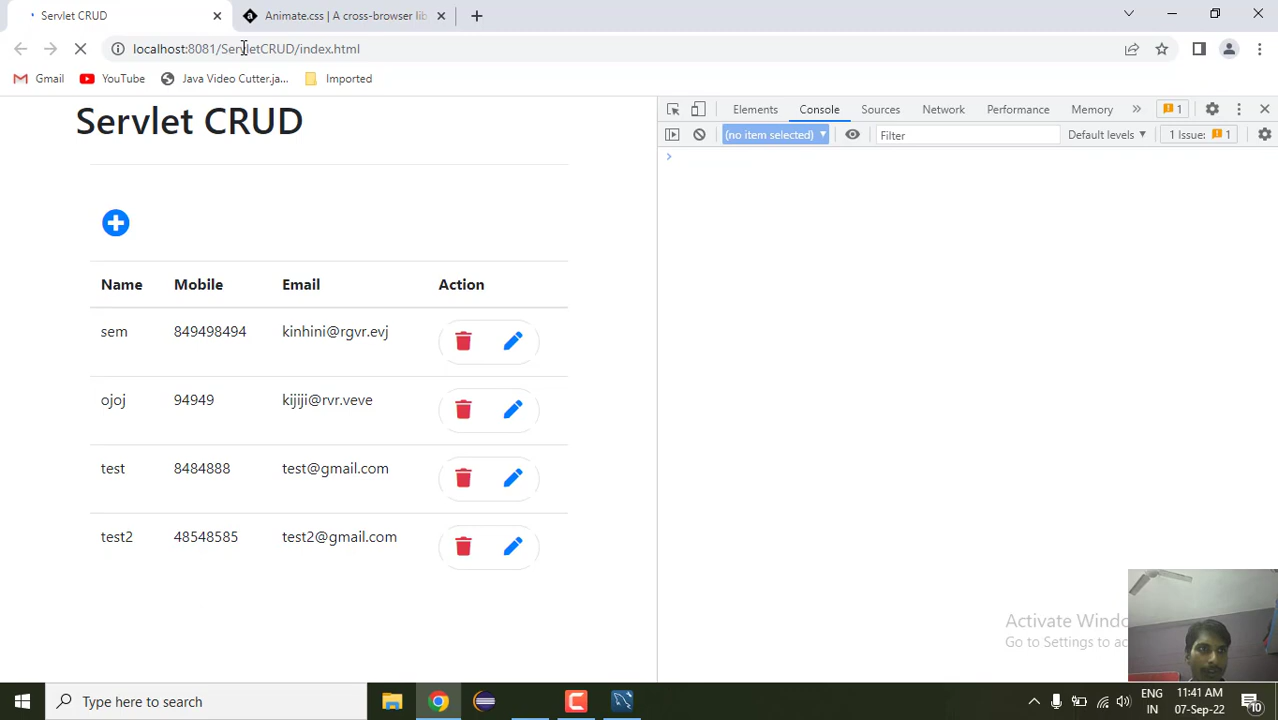 Servlet CRUD
Animate.css | A cross-browser lib
localhost:8081/ServletCRUD/index.html
Gmail
YouTube
Java Video Cutter.ja...
Imported
Servlet CRUD
Elements
Console
Sources
Network
Performance
Memory
1
(no item selected)
Filter
Default levels
1 Issue:
1
Name
Mobile
Email
Action
sem
849498494
kinhini@rgvr.evj
ojoj
94949
kijiji@rvr.veve
test
8484888
test@gmail.com
test2
48548585
test2@gmail.com
Activate Windo
Go to Settings to ac
Type here to search
ENG
IN
11:41 AM
07-Sep-22
10